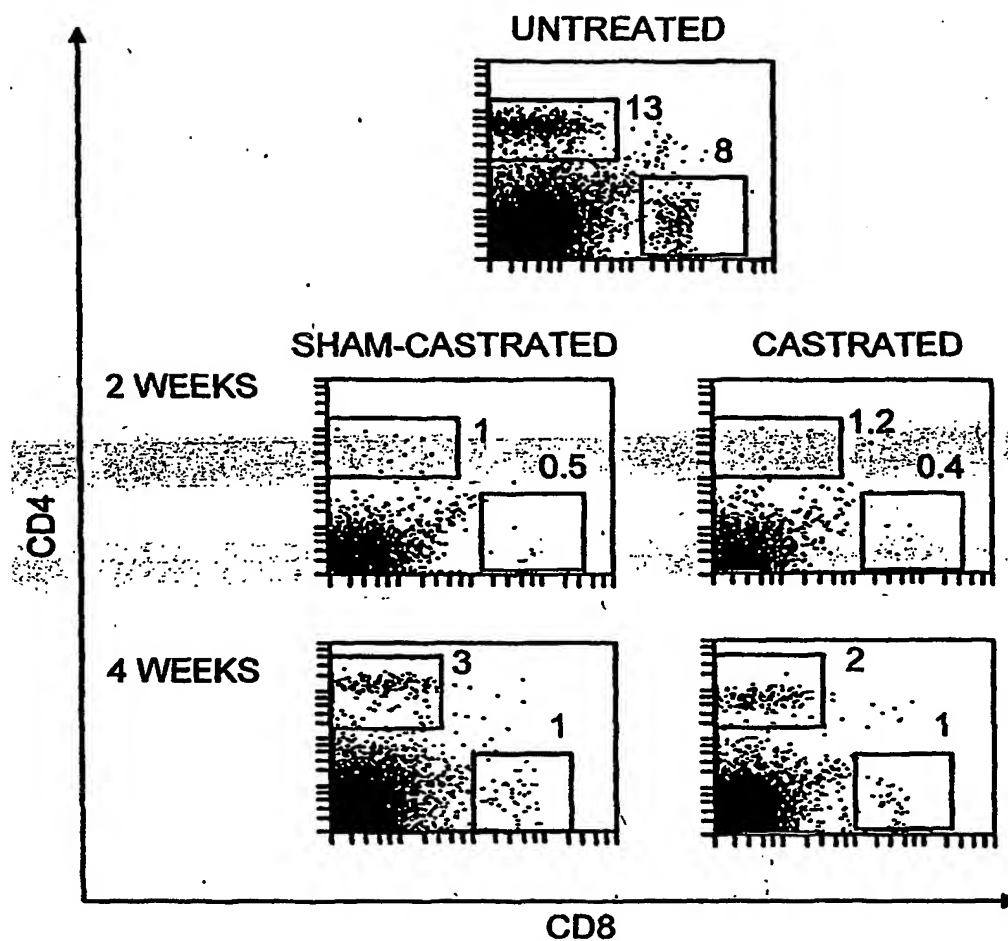 UNTREATED
13
8
SHAM-CASTRATED CASTRATED
2 WEEKS
1
1.2
0.5
0.4
CD4
4 WEEKS
3
2
1
1
CD8